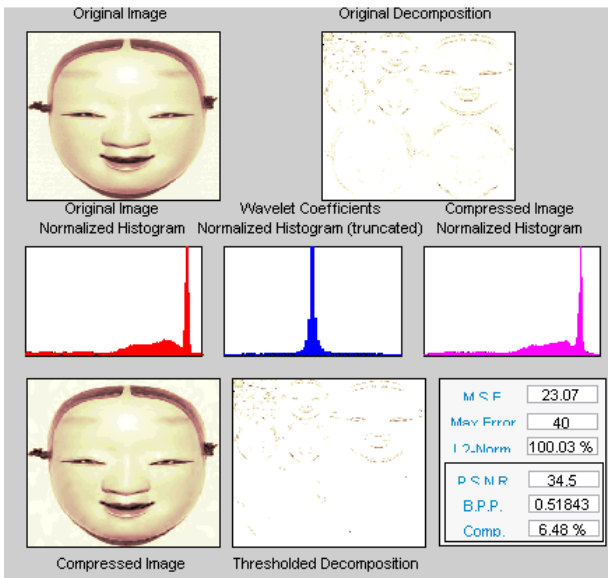 Original Image
Original Decomposition
Original Image
Normalized Histogram
Wavelet Coefficients
Normalized Histogram (truncated)
Compressed Image
Normalized Histogram
M.S.E. 23.07
Max Error 40
L2-Norm 100.03 %
P.S.N.R. 34.5
B.P.P. 0.51843
Comp. 6.48 %
Compressed Image
Thresholded Decomposition